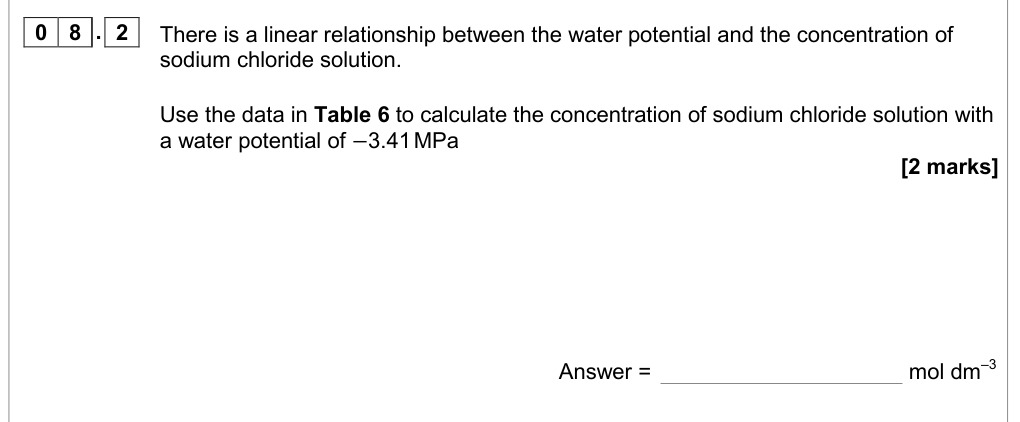 0 8 . 2 There is a linear relationship between the water potential and the concentration of
sodium chloride solution.
Use the data in Table 6 to calculate the concentration of sodium chloride solution with
a water potential of –3.41 MPa
[2 marks]
Answer = ____________________ mol dm⁻³